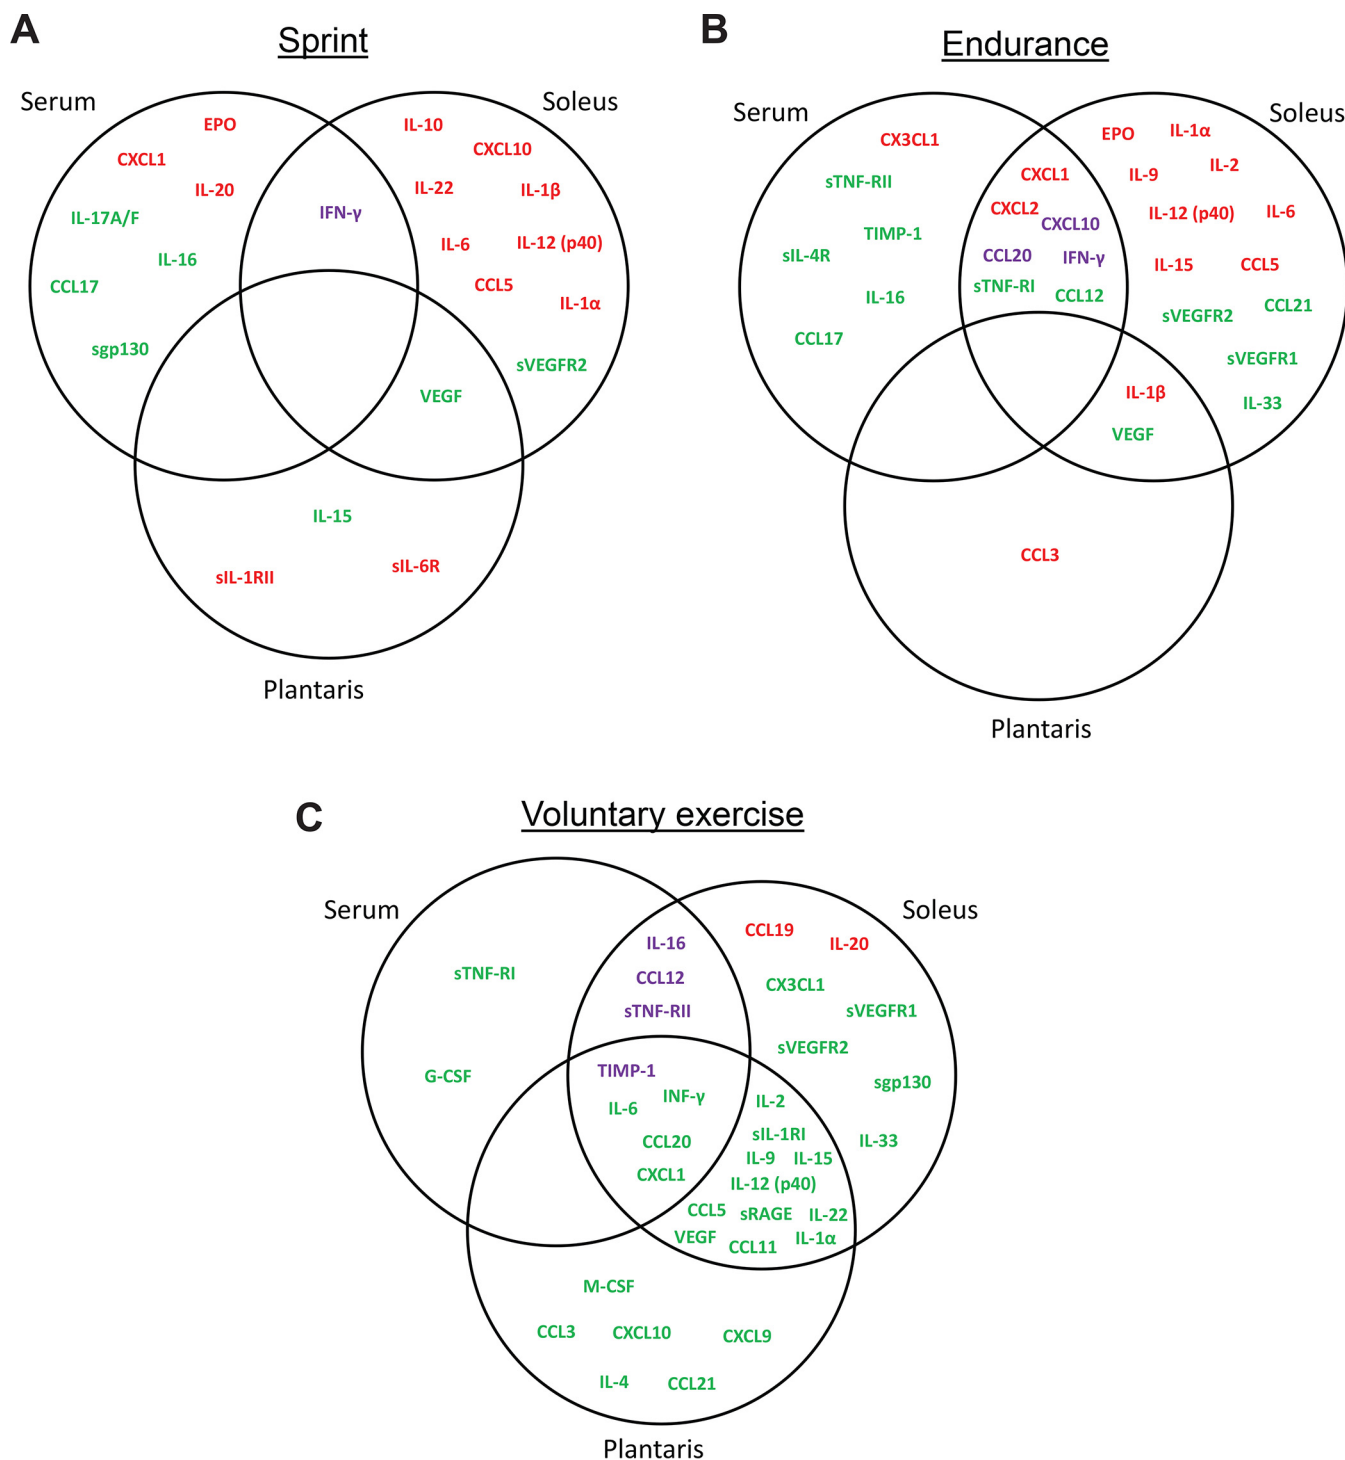 A
Sprint
Serum
Soleus
EPO
CXCL1
IL-20
IL-17A/F
IL-16
CCL17
sgp130
IFN-γ
IL-10
CXCL10
IL-22
IL-1β
IL-6
IL-12 (p40)
CCL5
IL-1α
sVEGFR2
VEGF
IL-15
sIL-1RII
sIL-6R
Plantaris
B
Endurance
Serum
Soleus
CX3CL1
sTNF-RII
TIMP-1
sIL-4R
IL-16
CCL17
CXCL1
CXCL2
CXCL10
CCL20
IFN-γ
sTNF-RI
CCL12
EPO
IL-1α
IL-9
IL-2
IL-12 (p40)
IL-6
IL-15
CCL5
sVEGFR2
CCL21
sVEGFR1
IL-33
IL-1β
VEGF
CCL3
Plantaris
C
Voluntary exercise
Serum
Soleus
sTNF-RI
G-CSF
IL-16
CCL12
sTNF-RII
CCL19
IL-20
CX3CL1
sVEGFR1
sVEGFR2
sgp130
IL-33
TIMP-1
INF-γ
IL-6
CCL20
CXCL1
IL-2
sIL-1RI
IL-9 IL-15
IL-12 (p40)
CCL5 sRAGE IL-22
VEGF CCL11 IL-1α
M-CSF
CCL3 CXCL10 CXCL9
IL-4 CCL21
Plantaris